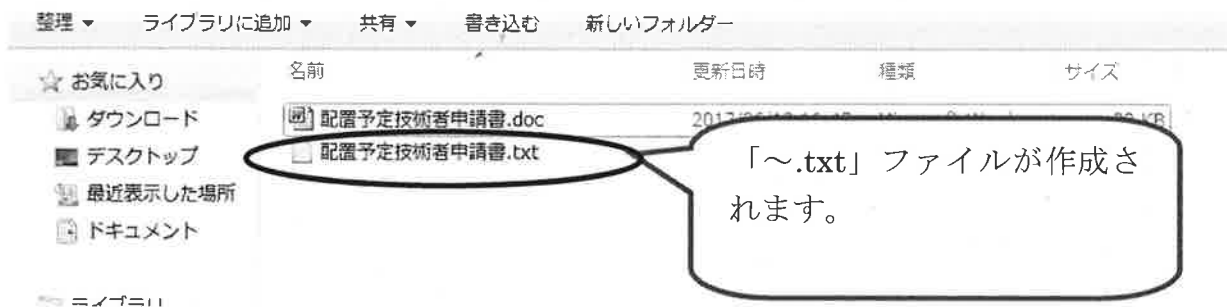 整理 ▼ ライブラリに追加 ▼ 共有 ▼ 書き込む 新しいフォルダー
名前 更新日時 種類 サイズ
お気に入り
ダウンロード
デスクトップ
最近表示した場所
ドキュメント
ライブラリ
配置予定技術者申請書.doc KB
配置予定技術者申請書.txt
「～.txt」ファイルが作成さ
れます。